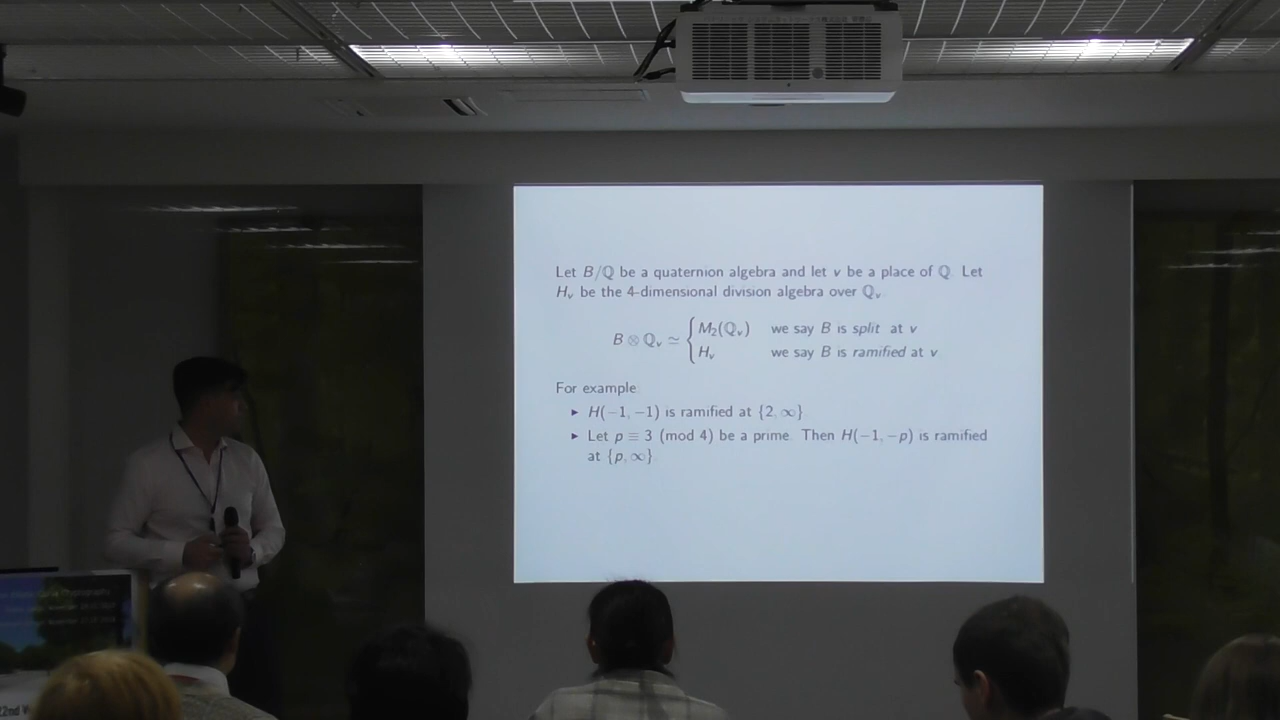 Let B/ℚ be a quaternion algebra and let v be a place of ℚ. Let
H_v be the 4-dimensional division algebra over ℚ_v.
B ⊗ ℚ_v ≃ { M_2(ℚ_v) we say B is split at v
H_v we say B is ramified at v
For example:
▸ H(−1, −1) is ramified at {2, ∞}.
▸ Let p ≡ 3 (mod 4) be a prime. Then H(−1, −p) is ramified
at {p, ∞}.
22nd W